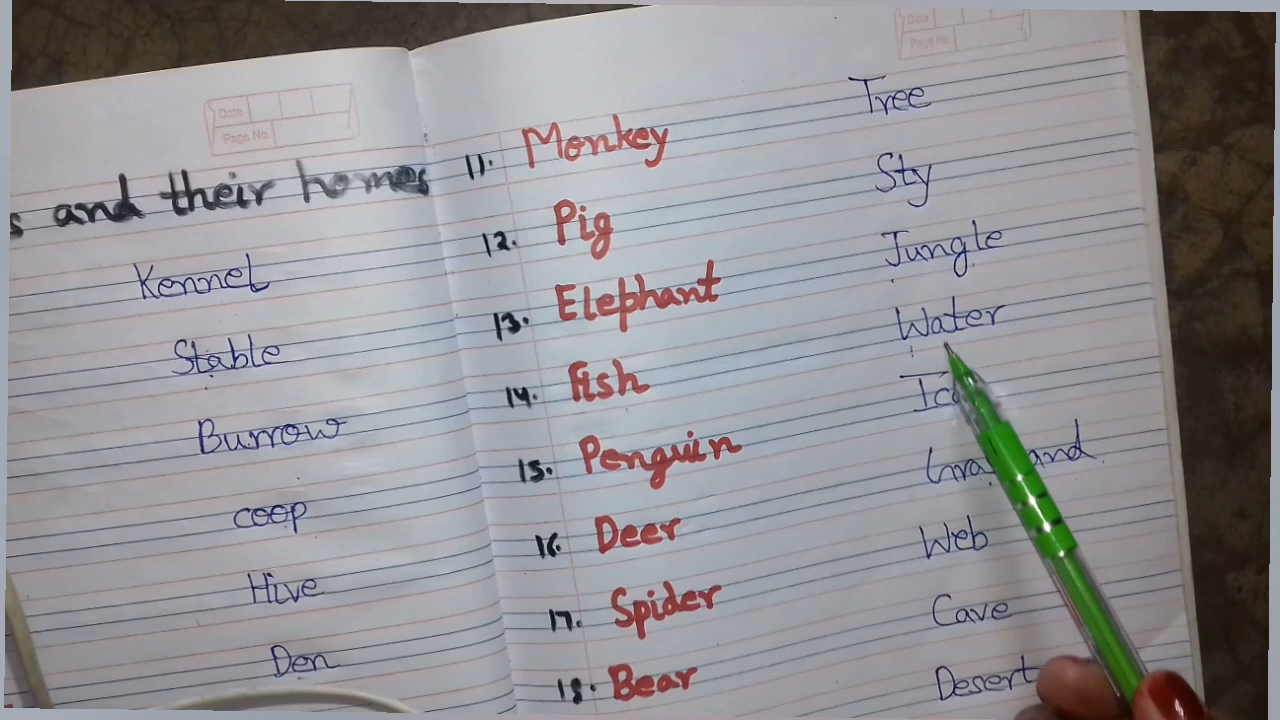 Date
Page No.
s and their homes
Kennel
Stable
Burrow
coop
Hive
Den
Date
Page No.
11. Monkey Tree
12. Pig Sty
13. Elephant Jungle
14. Fish Water
15. Penguin
16. Deer
17. Spider Web
18. Bear Cave
Desert